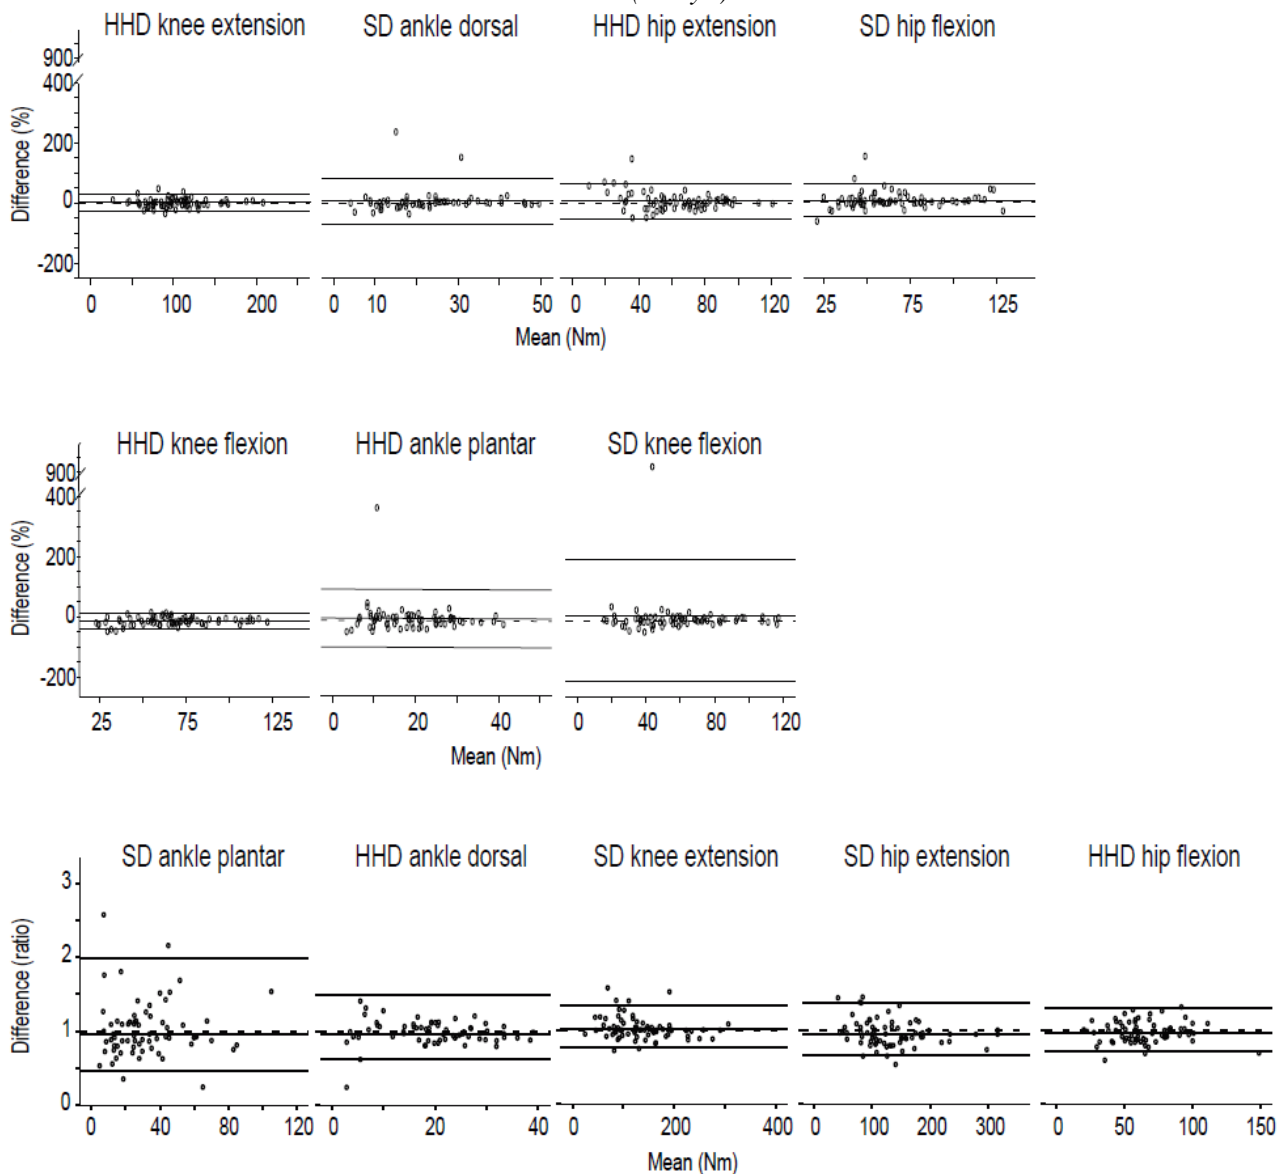 HHD knee extension SD ankle dorsal HHD hip extension SD hip flexion
900
400
200
0
-200
Difference (%)
0 100 200 0 10 30 50 0 40 80 120 25 75 125
Mean (Nm)
HHD knee flexion HHD ankle plantar SD knee flexion
900
400
200
0
-200
Difference (%)
25 75 125 0 20 40 0 40 80 120
Mean (Nm)
SD ankle plantar HHD ankle dorsal SD knee extension SD hip extension HHD hip flexion
3
2
1
0
Difference (ratio)
0 40 80 120 0 20 40 0 100 200 400 0 100 200 300 0 50 100 150
Mean (Nm)